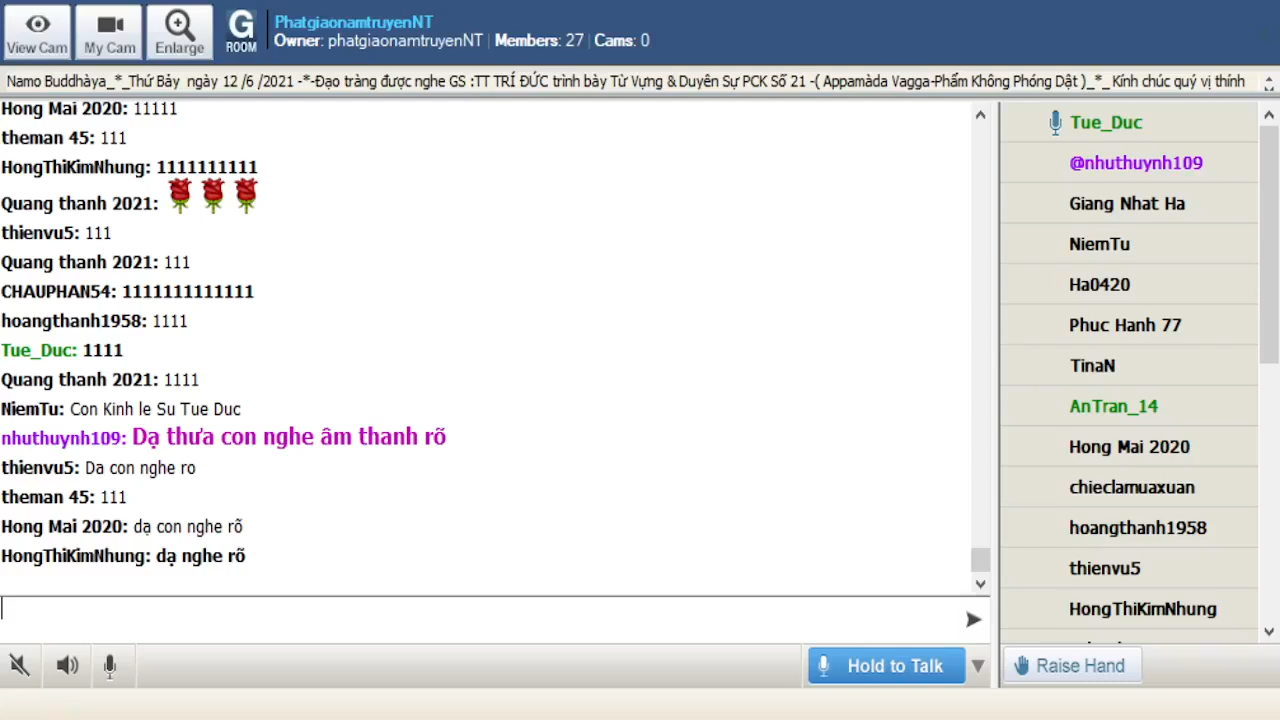 View Cam
My Cam
Enlarge
G
ROOM
PhatgiaonamtruyenNT
Owner: phatgiaonamtruyenNT | Members: 27 | Cams: 0
Namo Buddhàya_*_Thứ Bảy ngày 12 /6 /2021 -*-Đạo tràng được nghe GS :TT TRÍ ĐỨC trình bày Từ Vựng & Duyên Sự PCK Số 21 -( Appamàda Vagga-Phẩm Không Phóng Dật )_*_ Kính chúc quý vị thính
Hong Mai 2020: 11111
theman 45: 111
HongThiKimNhung: 1111111111
Quang thanh 2021:
thienvu5: 111
Quang thanh 2021: 111
CHAUPHAN54: 1111111111111
hoangthanh1958: 1111
Tue_Duc: 1111
Quang thanh 2021: 1111
NiemTu: Con Kinh le Su Tue Duc
nhuthuynh109: Dạ thưa con nghe âm thanh rõ
thienvu5: Da con nghe ro
theman 45: 111
Hong Mai 2020: dạ con nghe rõ
HongThiKimNhung: dạ nghe rõ
Tue_Duc
@nhuthuynh109
Giang Nhat Ha
NiemTu
Ha0420
Phuc Hanh 77
TinaN
AnTran_14
Hong Mai 2020
chieclamuaxuan
hoangthanh1958
thienvu5
HongThiKimNhung
Hold to Talk
Raise Hand